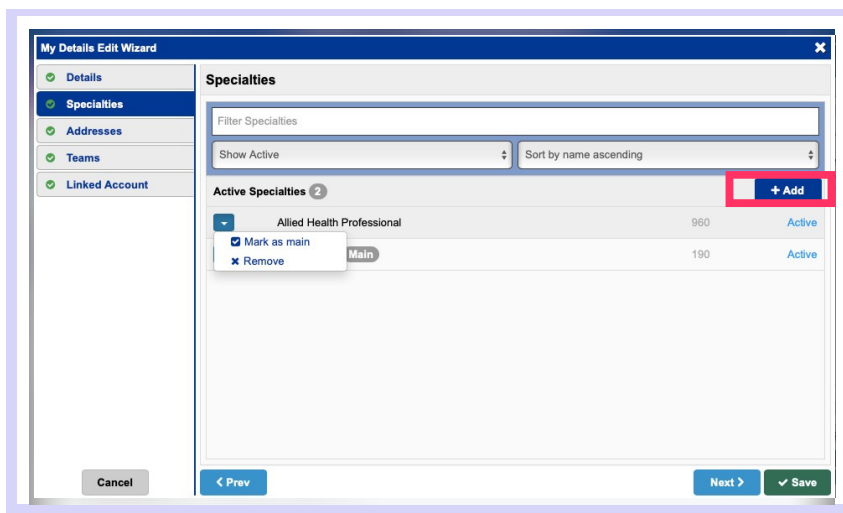 My Details Edit Wizard
Details
Specialties
Addresses
Teams
Linked Account
Cancel
Specialties
Filter Specialties
Show Active
Sort by name ascending
Active Specialties 2
+ Add
Allied Health Professional 960 Active
Mark as main
Remove
Main 190 Active
Prev
Next
Save